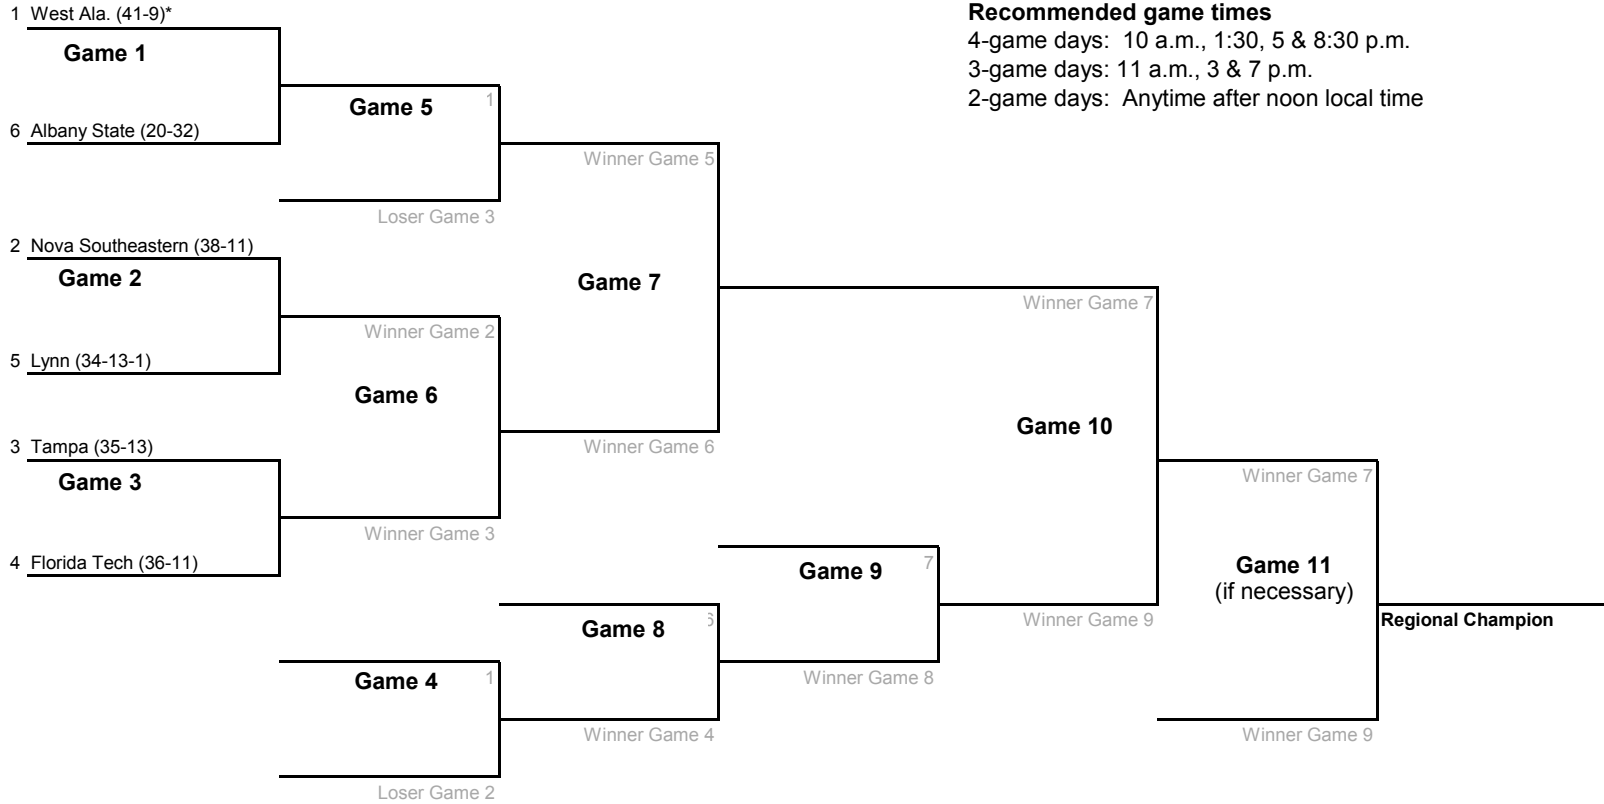 1 West Ala. (41-9)*
Recommended game times
4-game days: 10 a.m., 1:30, 5 & 8:30 p.m.
3-game days: 11 a.m., 3 & 7 p.m.
2-game days: Anytime after noon local time
Game 1
Game 5
1
6 Albany State (20-32)
Winner Game 5
Loser Game 3
2 Nova Southeastern (38-11)
Game 2
Game 7
Winner Game 7
Winner Game 2
5 Lynn (34-13-1)
Game 6
Game 10
3 Tampa (35-13)
Winner Game 6
Game 3
Winner Game 7
Winner Game 3
4 Florida Tech (36-11)
Game 9
7
Game 11
(if necessary)
Game 8
6
Winner Game 9
Regional Champion
Game 4
1
Winner Game 8
Winner Game 4
Winner Game 9
Loser Game 2